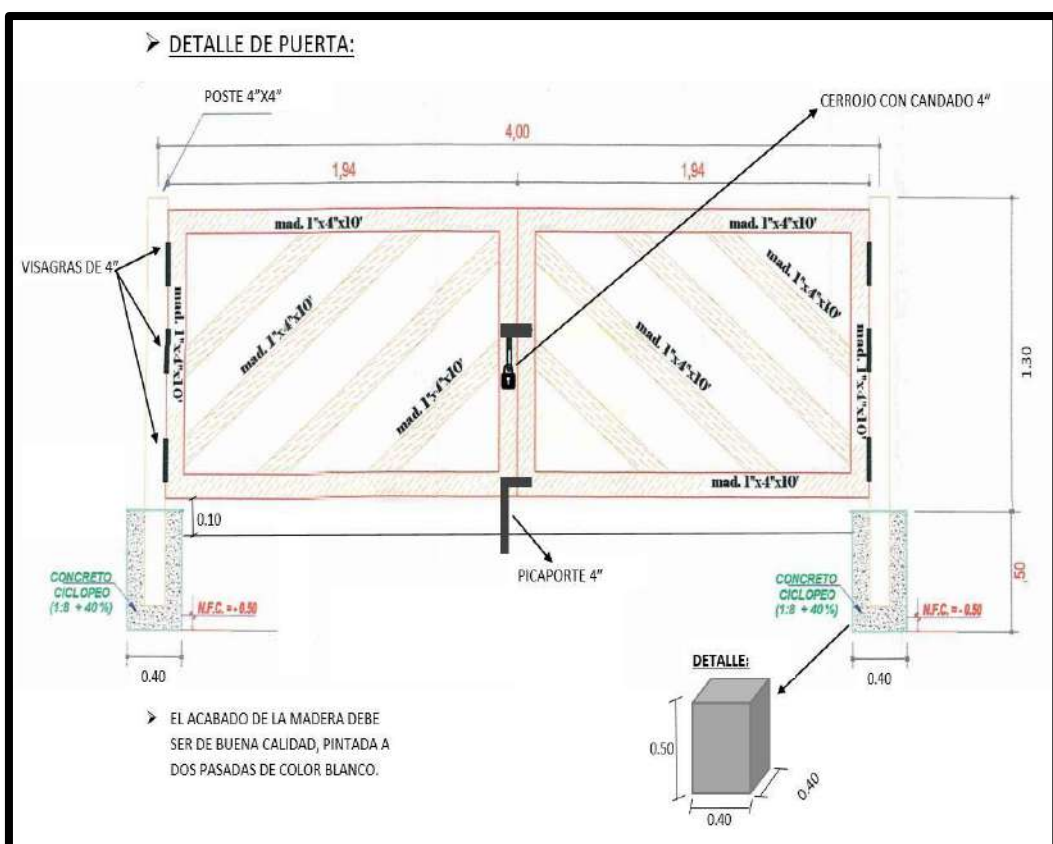 ➢ DETALLE DE PUERTA:
POSTE 4"X4"
CERROJO CON CANDADO 4"
4,00
1,94
1,94
mad. 1"x4"x10'
mad. 1"x4"x10'
VISAGRAS DE 4"
mad. 1"x4"x10'
mad. 1"x4"x10'
mad. 1"x4"x10'
mad. 1"x4"x10'
mad. 1"x4"x10'
mad. 1"x4"x10'
1.30
mad. 1"x4"x10'
0.10
PICAPORTE 4"
,50
CONCRETO
CICLOPEO
(1:8 + 40%)
N.F.C. = - 0.50
CONCRETO
CICLOPEO
(1:8 + 40%)
N.F.C. = - 0.50
0.40
0.40
DETALLE:
0.50
0.40
0.40
➢ EL ACABADO DE LA MADERA DEBE
SER DE BUENA CALIDAD, PINTADA A
DOS PASADAS DE COLOR BLANCO.